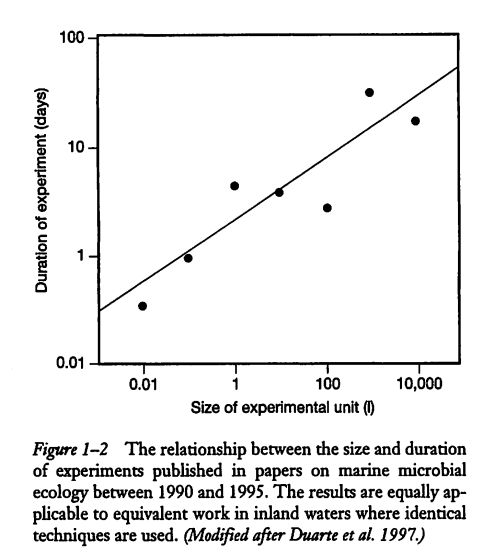 100
10
1
0.01
Duration of experiment (days)
0.01 1 100 10,000
Size of experimental unit (l)
Figure 1–2 The relationship between the size and duration
of experiments published in papers on marine microbial
ecology between 1990 and 1995. The results are equally ap-
plicable to equivalent work in inland waters where identical
techniques are used. (Modified after Duarte et al. 1997.)